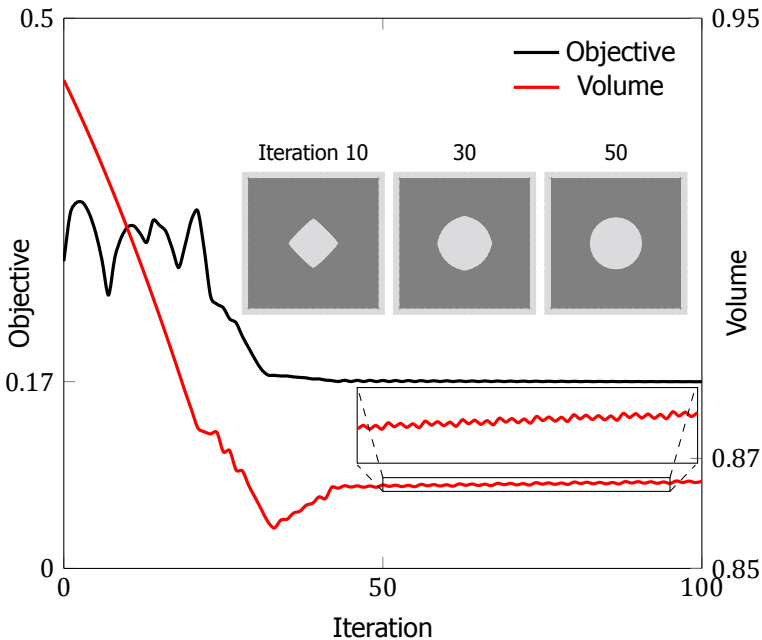 0.5
0.95
Objective
Volume
Iteration 10
30
50
Objective
Volume
0.17
0.87
0
0.85
0
50
100
Iteration